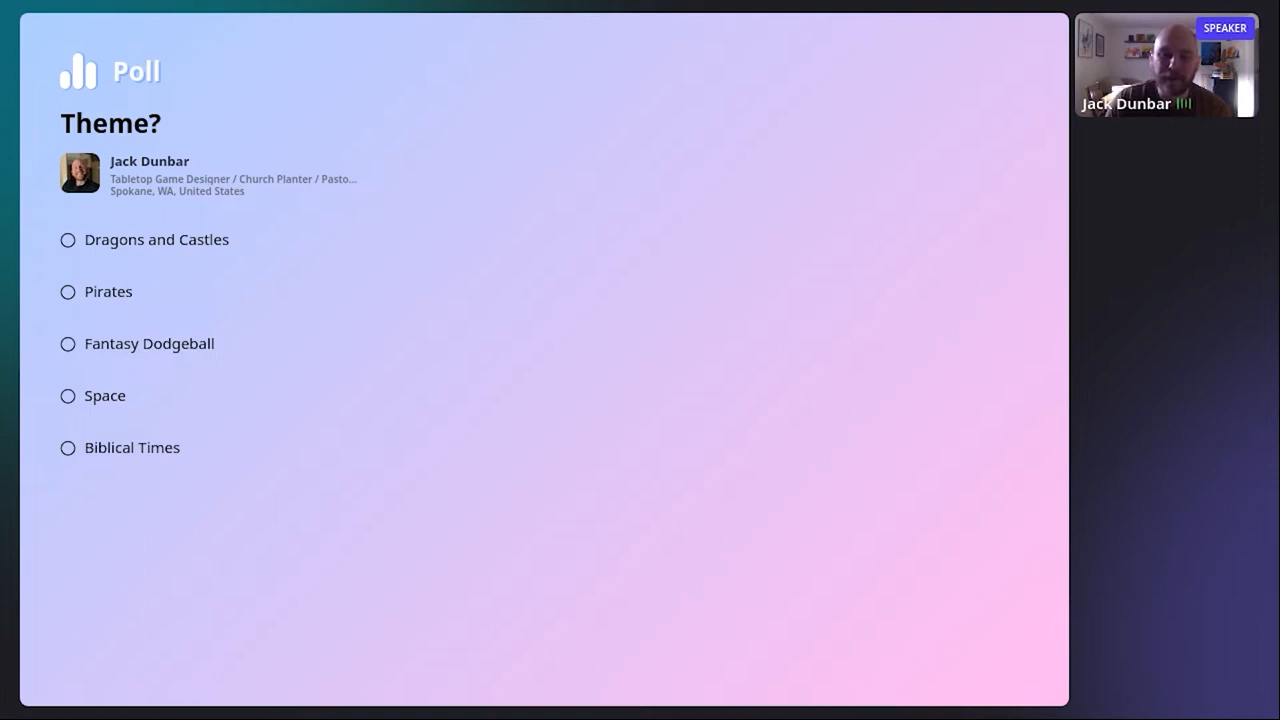 Poll
Theme?
Jack Dunbar
Tabletop Game Designer / Church Planter / Pasto...
Spokane, WA, United States
Dragons and Castles
Pirates
Fantasy Dodgeball
Space
Biblical Times
SPEAKER
Jack Dunbar